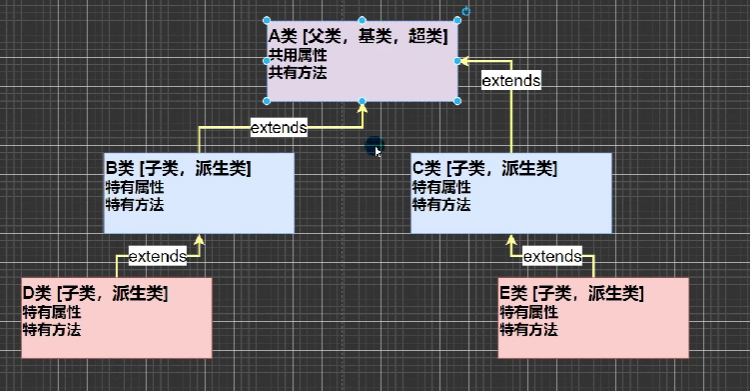 A类 [父类，基类，超类]
共用属性
共有方法
extends
extends
B类 [子类，派生类]
特有属性
特有方法
C类 [子类，派生类]
特有属性
特有方法
extends
extends
D类 [子类，派生类]
特有属性
特有方法
E类 [子类，派生类]
特有属性
特有方法